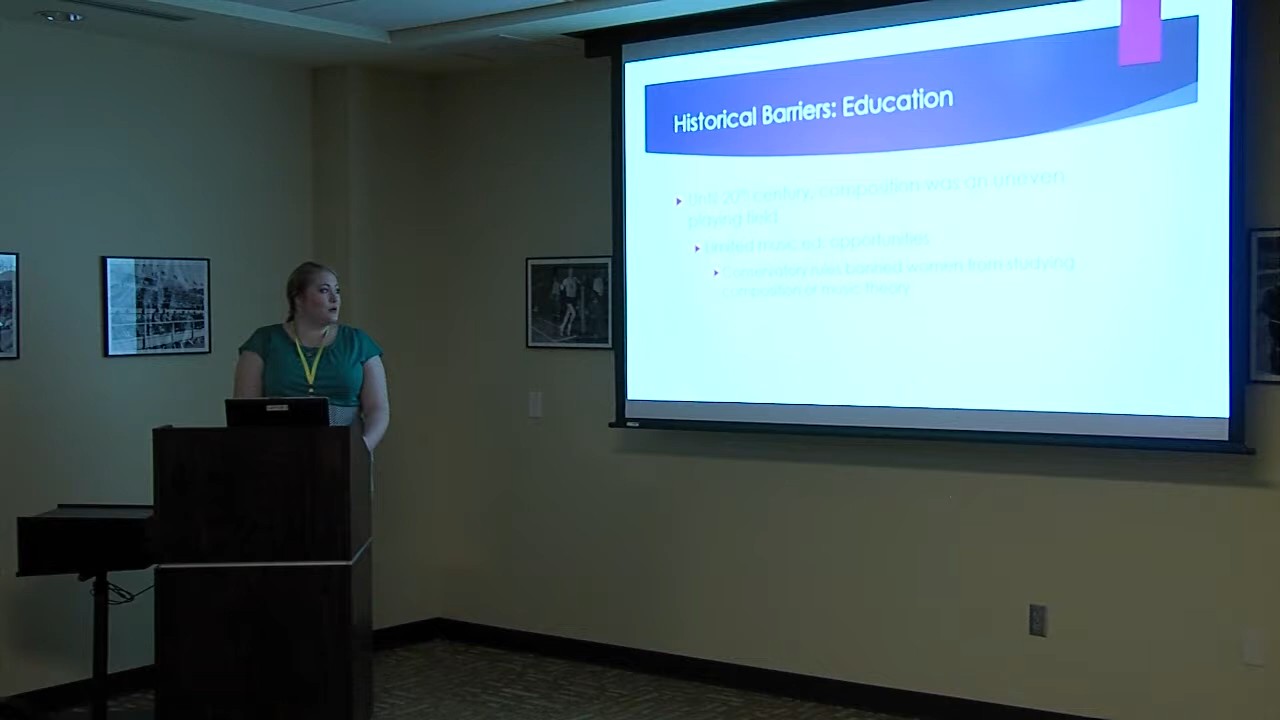 Historical Barriers: Education
Until 20th century, composition was an uneven
playing field
Limited music ed. opportunities
Conservatory rules banned women from studying
composition or music theory